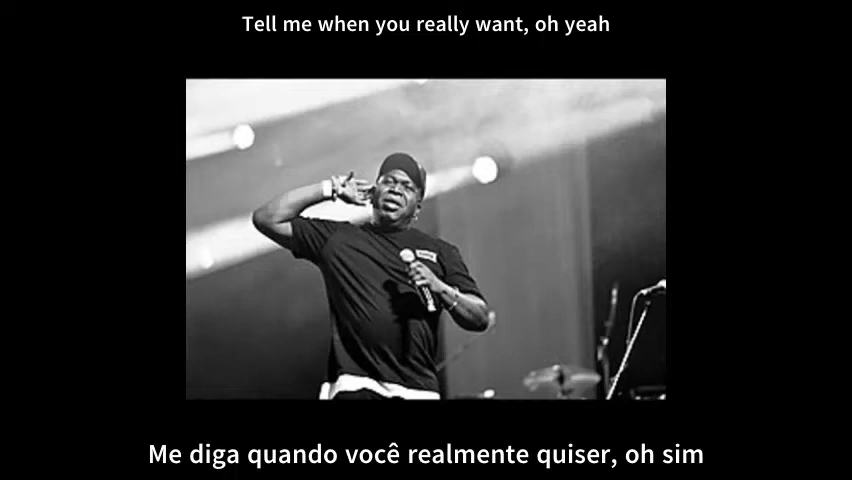 Tell me when you really want, oh yeah
Me diga quando você realmente quiser, oh sim